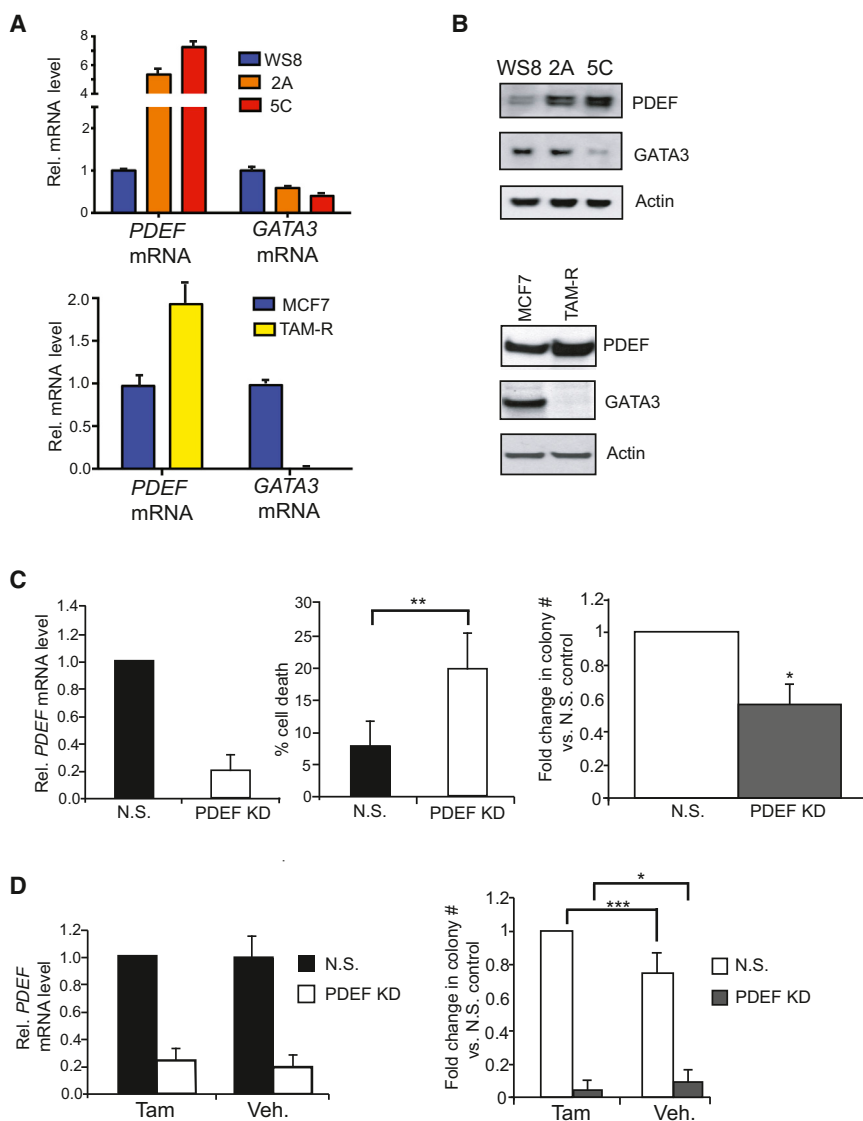 A
Rel. mRNA level
8
6
4
2
1
0
WS8
2A
5C
PDEF
mRNA
GATA3
mRNA
Rel. mRNA level
2.0
1.5
1.0
0.5
0.0
MCF7
TAM-R
PDEF
mRNA
GATA3
mRNA
B
WS8 2A 5C
PDEF
GATA3
Actin
MCF7
TAM-R
PDEF
GATA3
Actin
C
Rel. PDEF mRNA level
1.4
1.2
1.0
0.8
0.6
0.4
0.2
0.0
N.S. PDEF KD
% cell death
30
25
20
15
10
5
0
**
N.S. PDEF KD
Fold change in colony #
vs. N.S. control
1.2
1
0.8
0.6
0.4
0.2
0
*
N.S. PDEF KD
D
Rel. PDEF
mRNA level
1.2
1.0
0.8
0.6
0.4
0.2
0.0
N.S.
PDEF KD
Tam Veh.
Fold change in colony #
vs. N.S. control
1.2
1
0.8
0.6
0.4
0.2
0
*
***
N.S.
PDEF KD
Tam Veh.